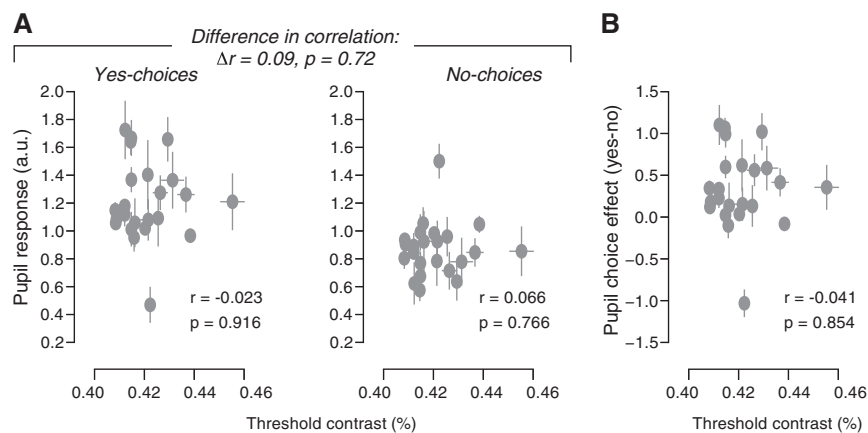 A
Difference in correlation:
Δr = 0.09, p = 0.72
B
Yes-choices
No-choices
Pupil response (a.u.)
2.0
1.8
1.6
1.4
1.2
1.0
0.8
0.6
0.4
0.2
r = -0.023
p = 0.916
0.40 0.42 0.44 0.46
2.0
1.8
1.6
1.4
1.2
1.0
0.8
0.6
0.4
0.2
r = 0.066
p = 0.766
0.40 0.42 0.44 0.46
Threshold contrast (%)
Pupil choice effect (yes-no)
1.5
1.0
0.5
0.0
−0.5
−1.0
−1.5
r = -0.041
p = 0.854
0.40 0.42 0.44 0.46
Threshold contrast (%)